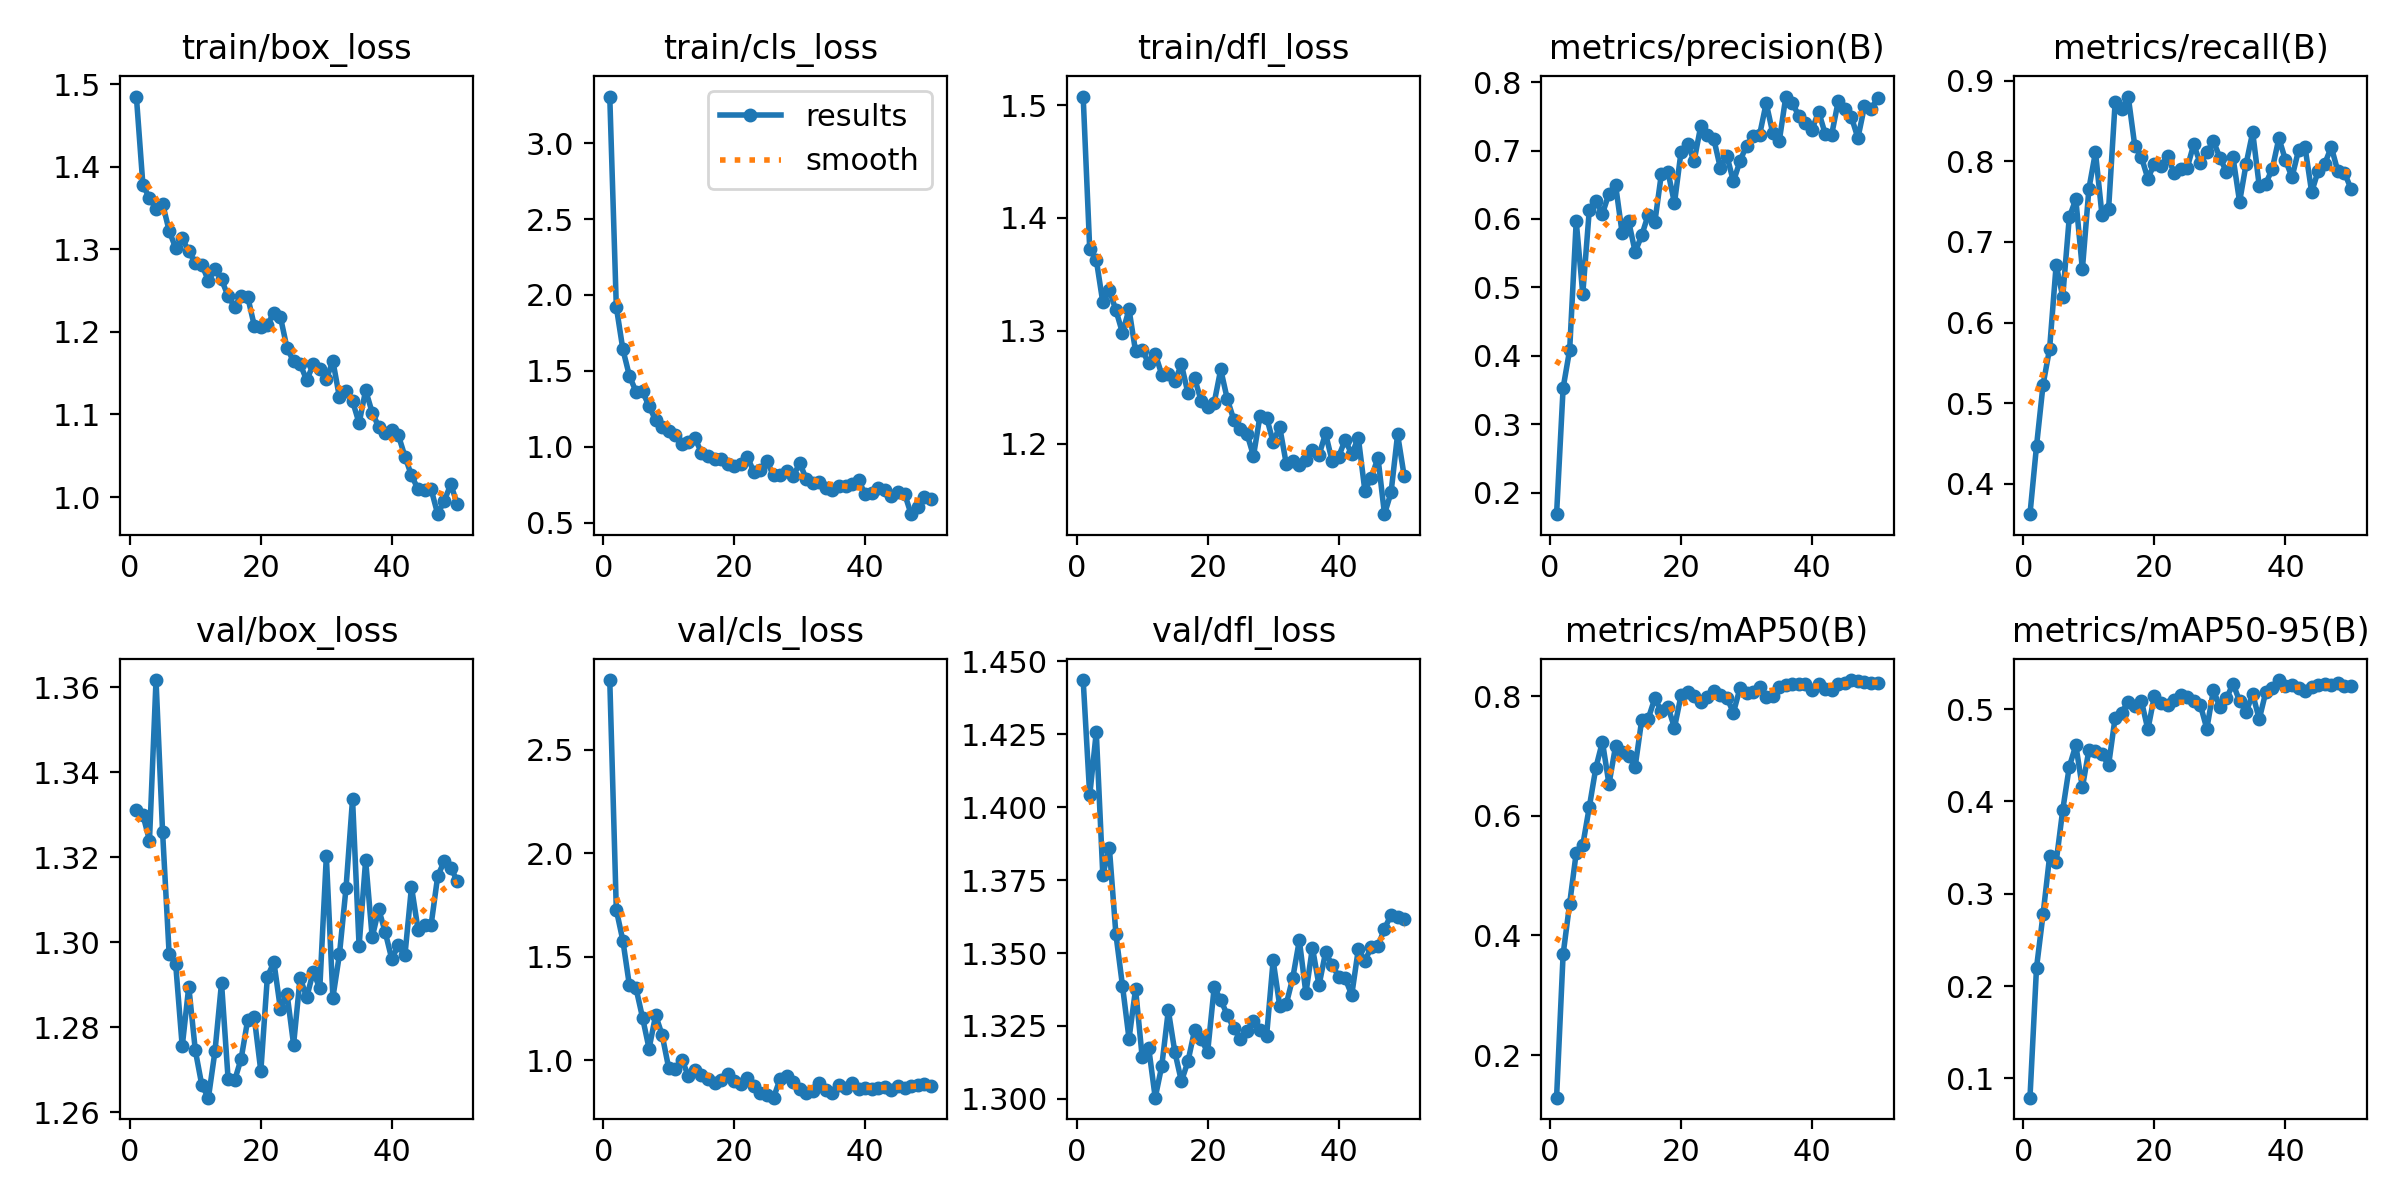 train/box_loss
1.5
1.4
1.3
1.2
1.1
1.0
0 20 40
train/cls_loss
results
smooth
3.0
2.5
2.0
1.5
1.0
0.5
0 20 40
train/dfl_loss
1.5
1.4
1.3
1.2
0 20 40
metrics/precision(B)
0.8
0.7
0.6
0.5
0.4
0.3
0.2
0 20 40
metrics/recall(B)
0.9
0.8
0.7
0.6
0.5
0.4
0 20 40
val/box_loss
1.36
1.34
1.32
1.30
1.28
1.26
0 20 40
val/cls_loss
2.5
2.0
1.5
1.0
0 20 40
val/dfl_loss
1.450
1.425
1.400
1.375
1.350
1.325
1.300
0 20 40
metrics/mAP50(B)
0.8
0.6
0.4
0.2
0 20 40
metrics/mAP50-95(B)
0.5
0.4
0.3
0.2
0.1
0 20 40